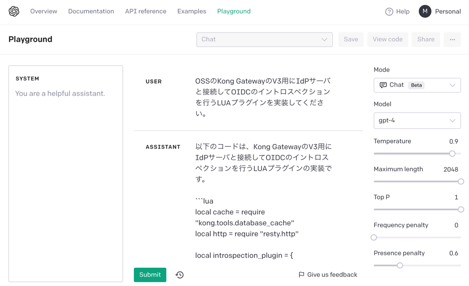 Overview Documentation API reference Examples Playground Help M Personal
Playground Chat Save View code Share ...
SYSTEM
You are a helpful assistant.
USER
OSSのKong GatewayのV3用にIdPサーバ
と接続してOIDCのイントロスペクション
を行うLUAプラグインを実装してくださ
い。
ASSISTANT
以下のコードは、Kong GatewayのV3用に
IdPサーバと接続してOIDCのイントロス
ペクションを行うLUAプラグインの実装で
す。
```lua
local cache = require
"kong.tools.database_cache"
local http = require "resty.http"
local introspection_plugin = {
Submit
Give us feedback
Mode
Chat Beta
Model
gpt-4
Temperature 0.9
Maximum length 2048
Top P 1
Frequency penalty 0
Presence penalty 0.6